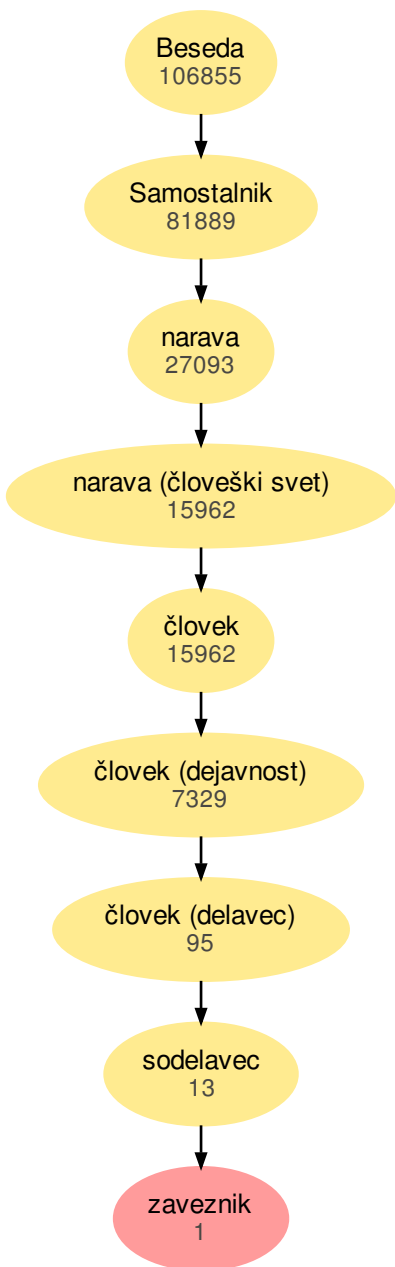 Beseda
106855
Samostalnik
81889
narava
27093
narava (človeški svet)
15962
človek
15962
človek (dejavnost)
7329
človek (delavec)
95
sodelavec
13
zaveznik
1